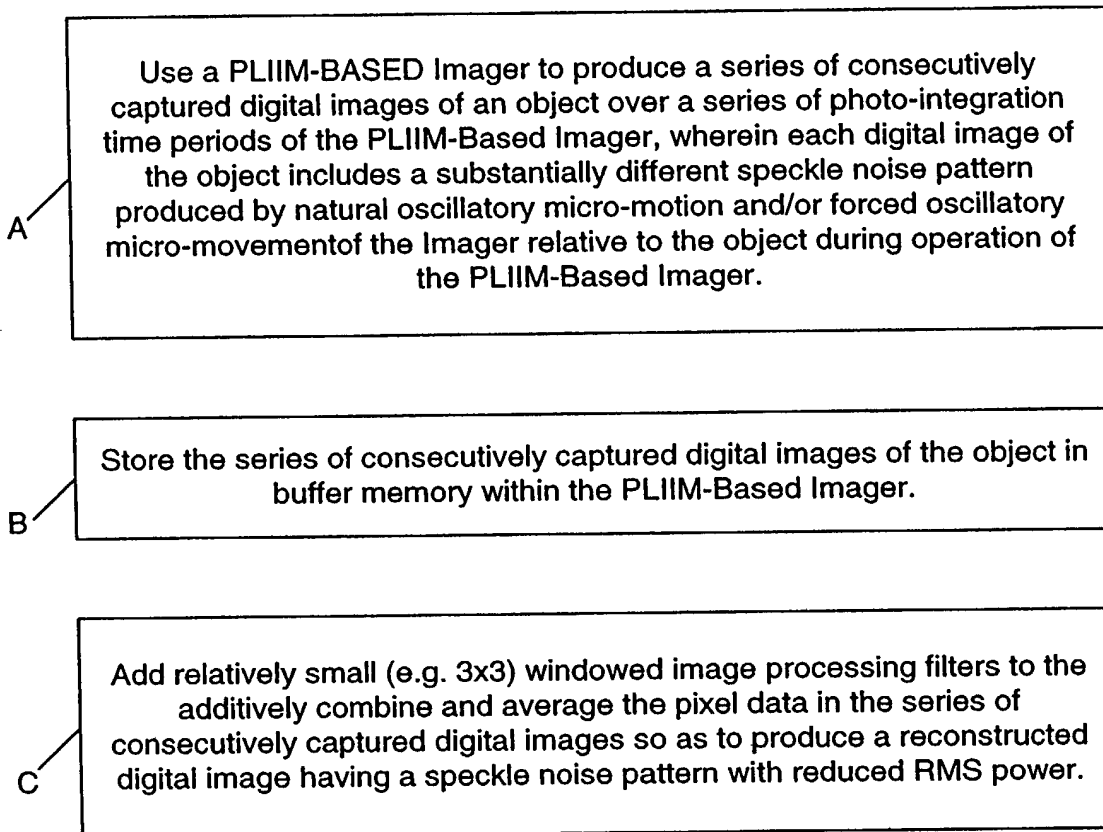 Use a PLIIM-BASED Imager to produce a series of consecutively
captured digital images of an object over a series of photo-integration
time periods of the PLIIM-Based Imager, wherein each digital image of
the object includes a substantially different speckle noise pattern
produced by natural oscillatory micro-motion and/or forced oscillatory
micro-movementof the Imager relative to the object during operation of
the PLIIM-Based Imager.
A
Store the series of consecutively captured digital images of the object in
buffer memory within the PLIIM-Based Imager.
B
Add relatively small (e.g. 3x3) windowed image processing filters to the
additively combine and average the pixel data in the series of
consecutively captured digital images so as to produce a reconstructed
digital image having a speckle noise pattern with reduced RMS power.
C